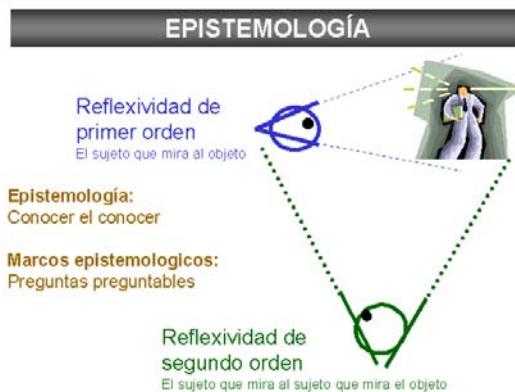 EPISTEMOLOGÍA
Reflexividad de
primer orden
El sujeto que mira al objeto
Epistemología:
Conocer el conocer
Marcos epistemologicos:
Preguntas preguntables
Reflexividad de
segundo orden
El sujeto que mira al sujeto que mira el objeto